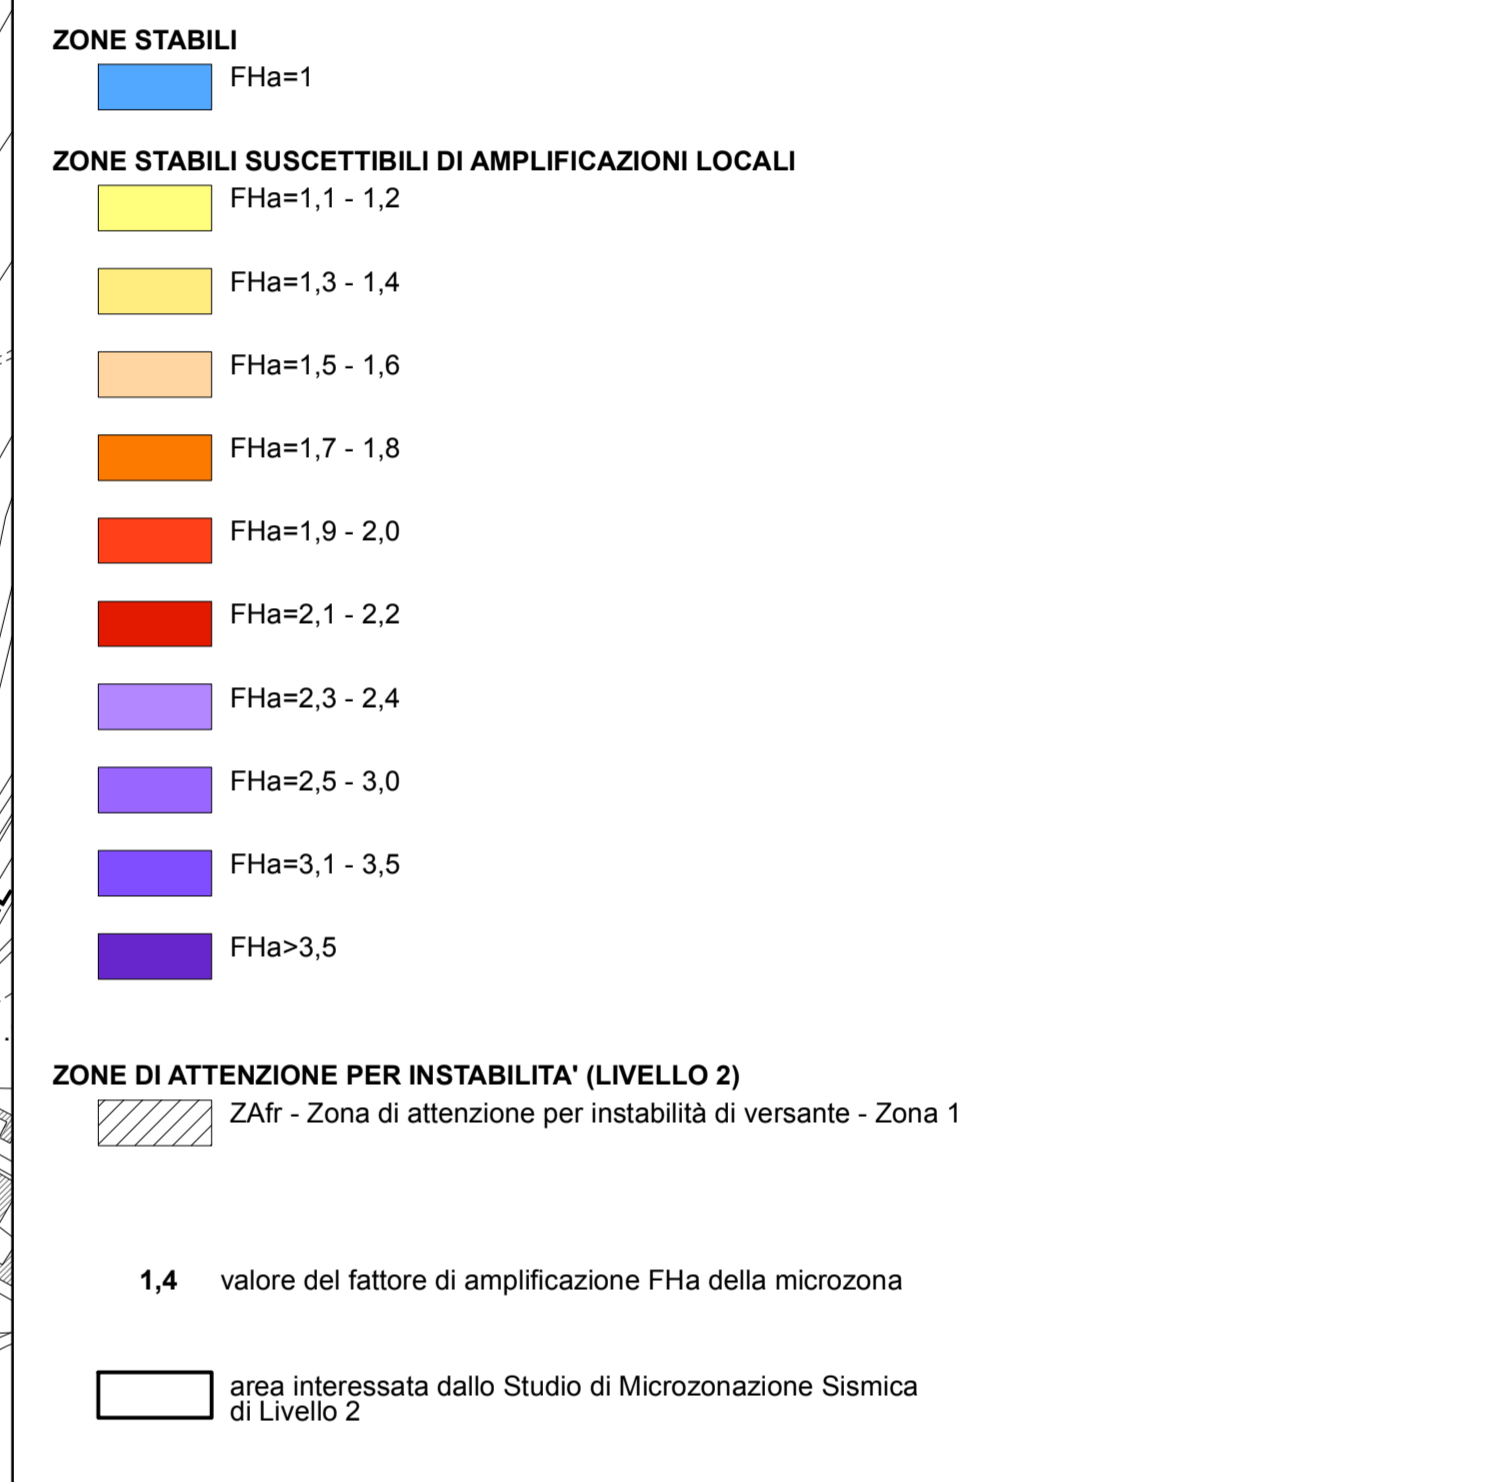 ZONE STABILI
FHa=1
ZONE STABILI SUSCETTIBILI DI AMPLIFICAZIONI LOCALI
FHa=1,1 - 1,2
FHa=1,3 - 1,4
FHa=1,5 - 1,6
FHa=1,7 - 1,8
FHa=1,9 - 2,0
FHa=2,1 - 2,2
FHa=2,3 - 2,4
FHa=2,5 - 3,0
FHa=3,1 - 3,5
FHa>3,5
ZONE DI ATTENZIONE PER INSTABILITA' (LIVELLO 2)
ZAfr - Zona di attenzione per instabilità di versante - Zona 1
1,4 valore del fattore di amplificazione FHa della microzona
area interessata dallo Studio di Microzonazione Sismica
di Livello 2